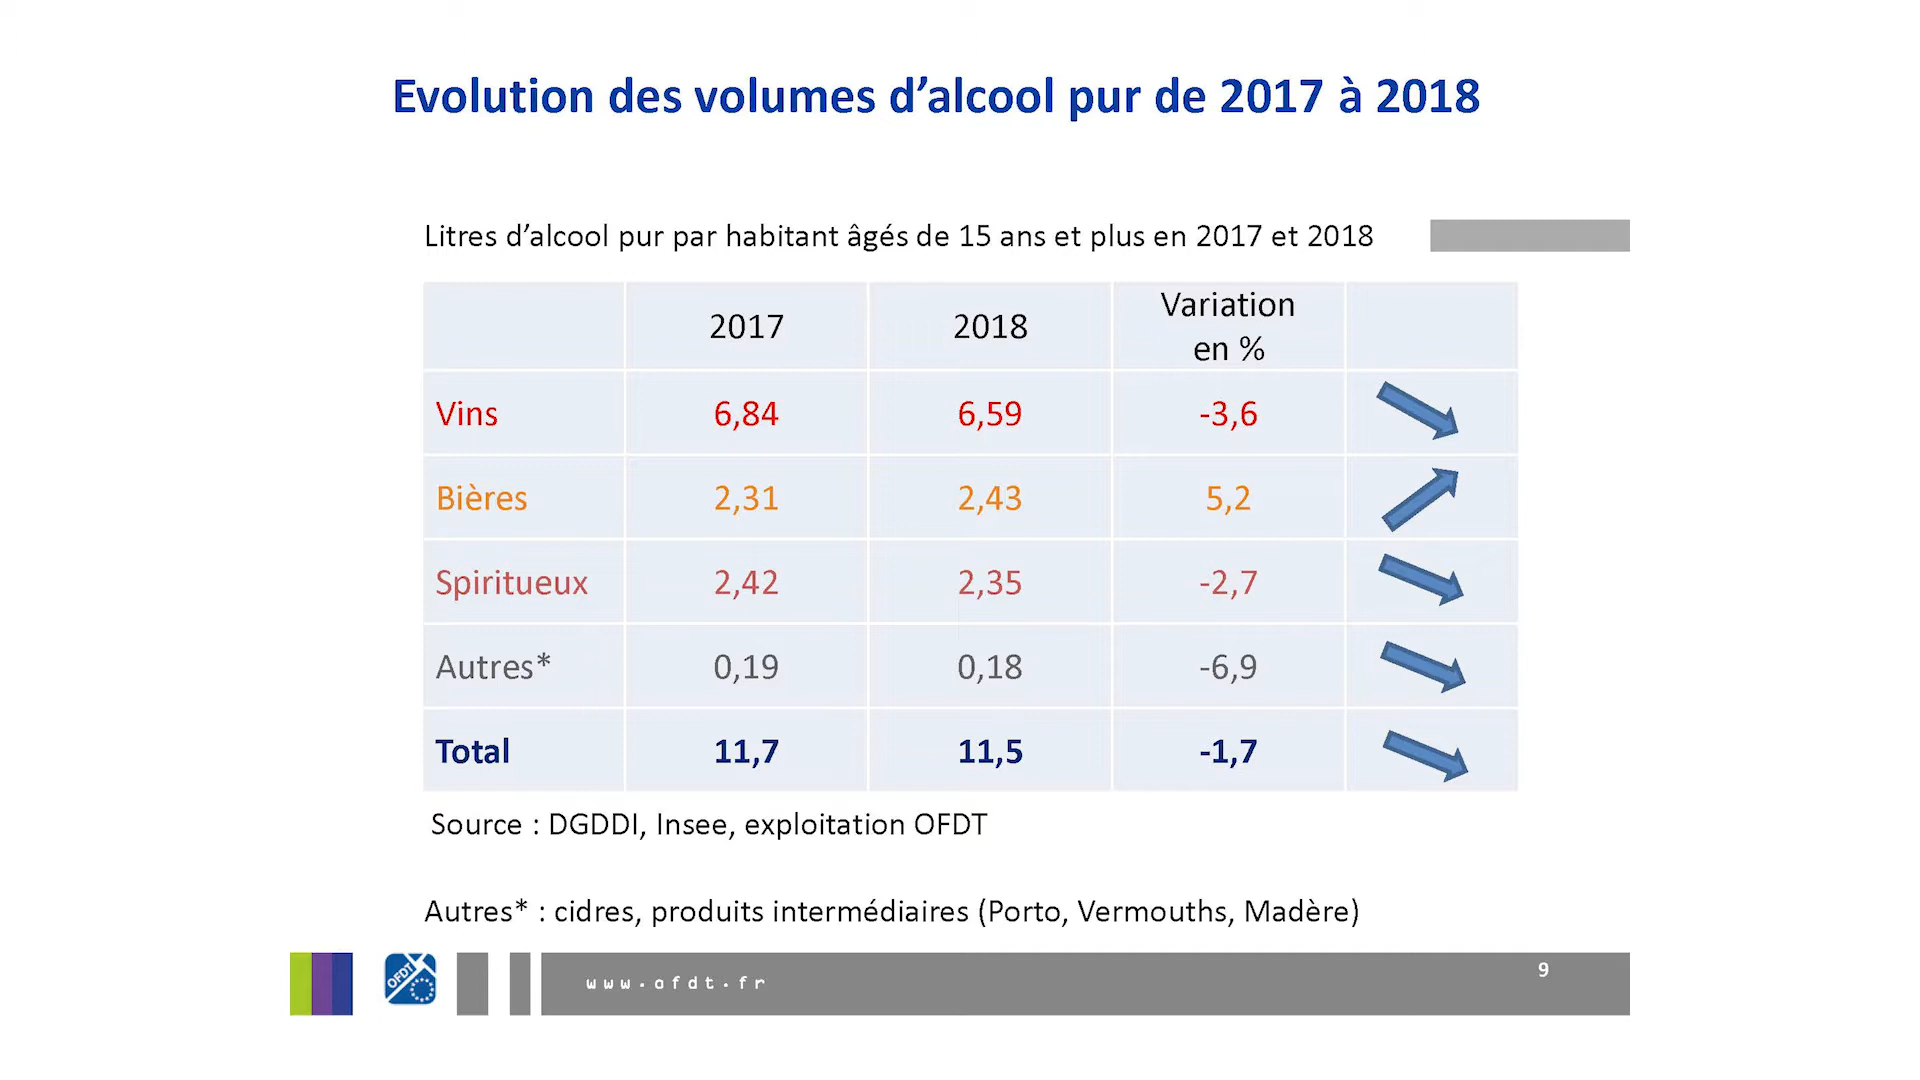 Evolution des volumes d’alcool pur de 2017 à 2018
Litres d’alcool pur par habitant âgés de 15 ans et plus en 2017 et 2018
2017 2018 Variation en %
Vins 6,84 6,59 -3,6
Bières 2,31 2,43 5,2
Spiritueux 2,42 2,35 -2,7
Autres* 0,19 0,18 -6,9
Total 11,7 11,5 -1,7
Source : DGDDI, Insee, exploitation OFDT
Autres* : cidres, produits intermédiaires (Porto, Vermouths, Madère)
OFDT
www.ofdt.fr
9